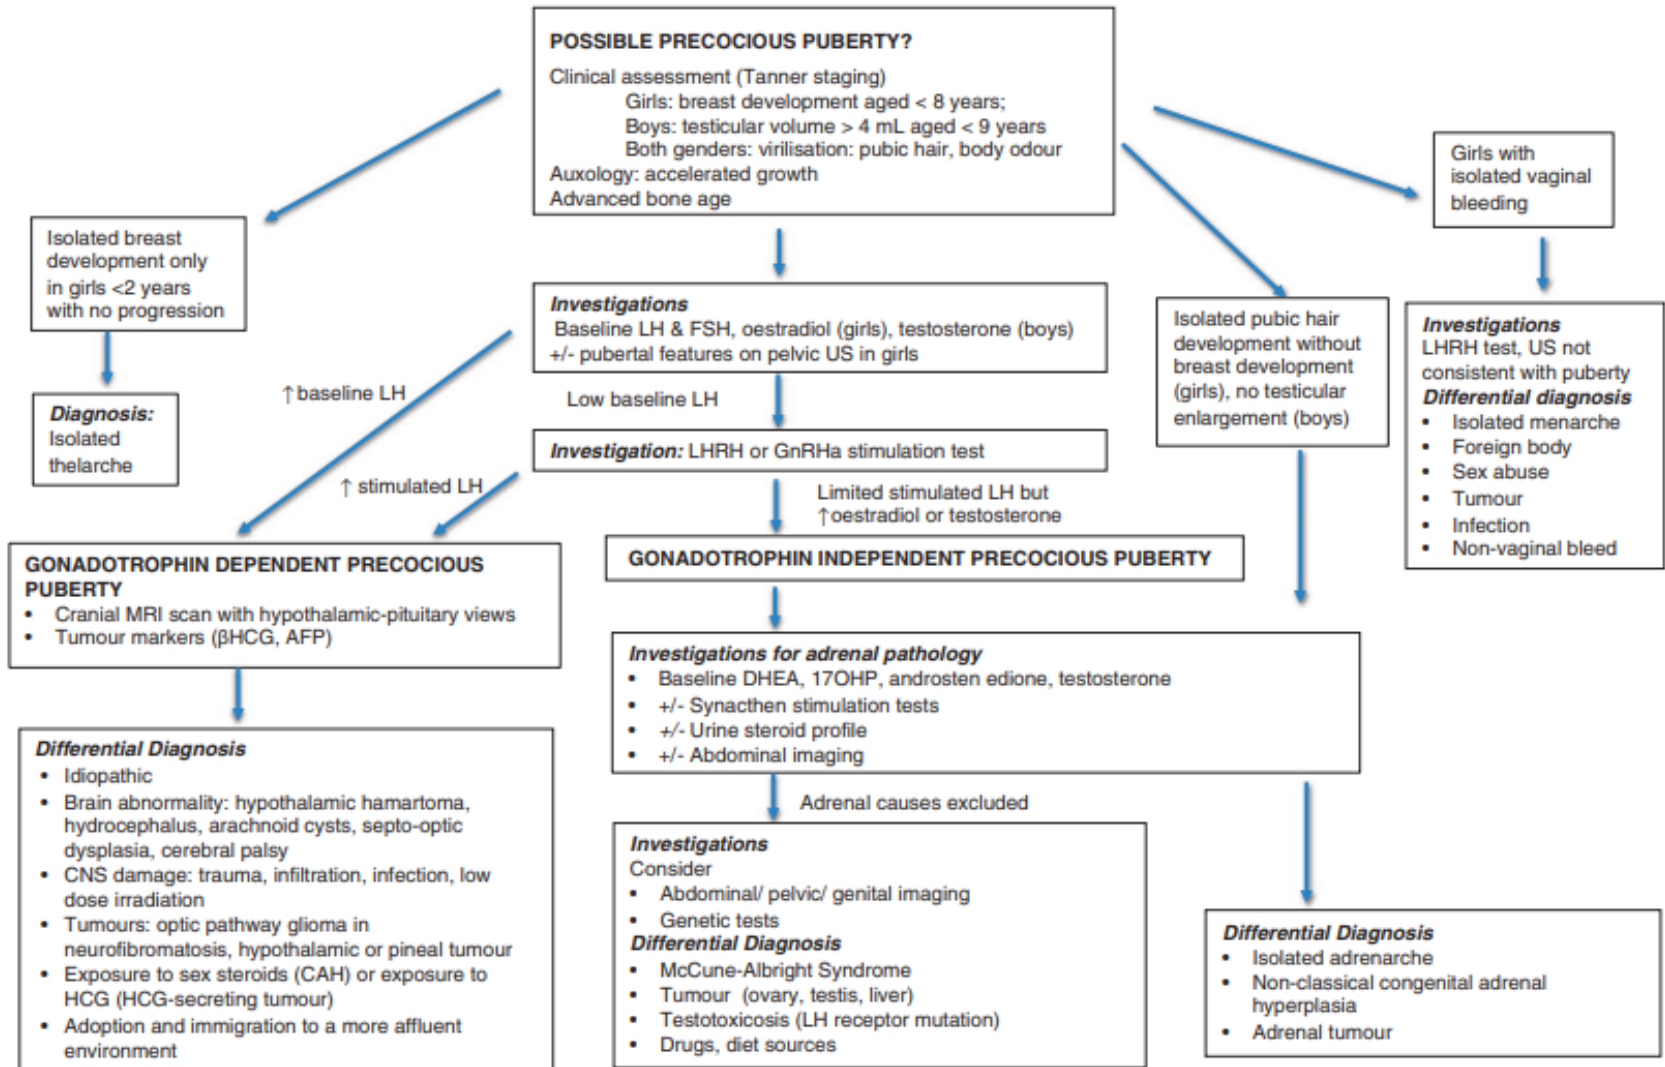 POSSIBLE PRECOCIOUS PUBERTY?
Clinical assessment (Tanner staging)
Girls: breast development aged < 8 years;
Boys: testicular volume > 4 mL aged < 9 years
Both genders: virilisation: pubic hair, body odour
Auxology: accelerated growth
Advanced bone age
Isolated breast
development only
in girls <2 years
with no progression
Diagnosis:
Isolated
thelarche
Investigations
Baseline LH & FSH, oestradiol (girls), testosterone (boys)
+/- pubertal features on pelvic US in girls
↑baseline LH
Low baseline LH
Investigation: LHRH or GnRHa stimulation test
↑ stimulated LH
Limited stimulated LH but
↑oestradiol or testosterone
Isolated pubic hair
development without
breast development
(girls), no testicular
enlargement (boys)
Girls with
isolated vaginal
bleeding
Investigations
LHRH test, US not
consistent with puberty
Differential diagnosis
• Isolated menarche
• Foreign body
• Sex abuse
• Tumour
• Infection
• Non-vaginal bleed
GONADOTROPHIN DEPENDENT PRECOCIOUS
PUBERTY
• Cranial MRI scan with hypothalamic-pituitary views
• Tumour markers (βHCG, AFP)
GONADOTROPHIN INDEPENDENT PRECOCIOUS PUBERTY
Investigations for adrenal pathology
• Baseline DHEA, 17OHP, androsten edione, testosterone
• +/- Synacthen stimulation tests
• +/- Urine steroid profile
• +/- Abdominal imaging
Adrenal causes excluded
Differential Diagnosis
• Idiopathic
• Brain abnormality: hypothalamic hamartoma,
hydrocephalus, arachnoid cysts, septo-optic
dysplasia, cerebral palsy
• CNS damage: trauma, infiltration, infection, low
dose irradiation
• Tumours: optic pathway glioma in
neurofibromatosis, hypothalamic or pineal tumour
• Exposure to sex steroids (CAH) or exposure to
HCG (HCG-secreting tumour)
• Adoption and immigration to a more affluent
environment
Investigations
Consider
• Abdominal/ pelvic/ genital imaging
• Genetic tests
Differential Diagnosis
• McCune-Albright Syndrome
• Tumour (ovary, testis, liver)
• Testotoxicosis (LH receptor mutation)
• Drugs, diet sources
Differential Diagnosis
• Isolated adrenarche
• Non-classical congenital adrenal
hyperplasia
• Adrenal tumour